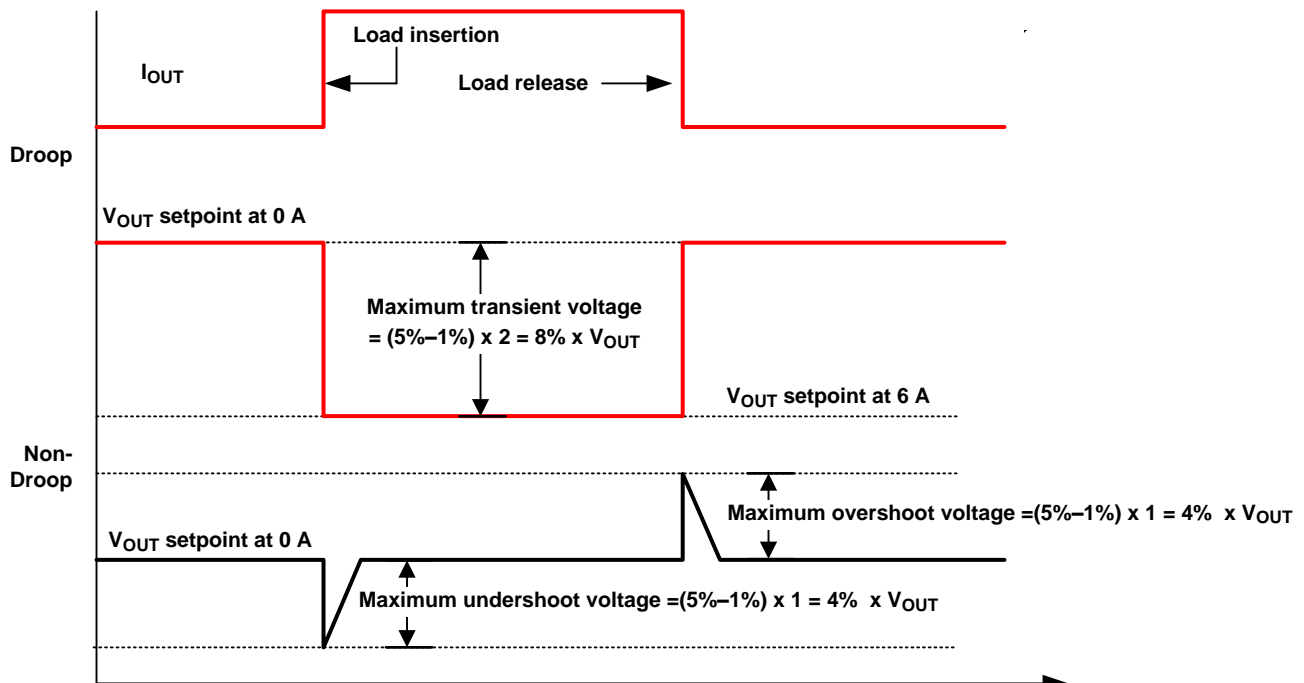 Load insertion
IOUT
Load release
Droop
VOUT setpoint at 0 A
Maximum transient voltage
= (5%–1%) x 2 = 8% x VOUT
VOUT setpoint at 6 A
Non-
Droop
Maximum overshoot voltage =(5%–1%) x 1 = 4% x VOUT
VOUT setpoint at 0 A
Maximum undershoot voltage =(5%–1%) x 1 = 4% x VOUT